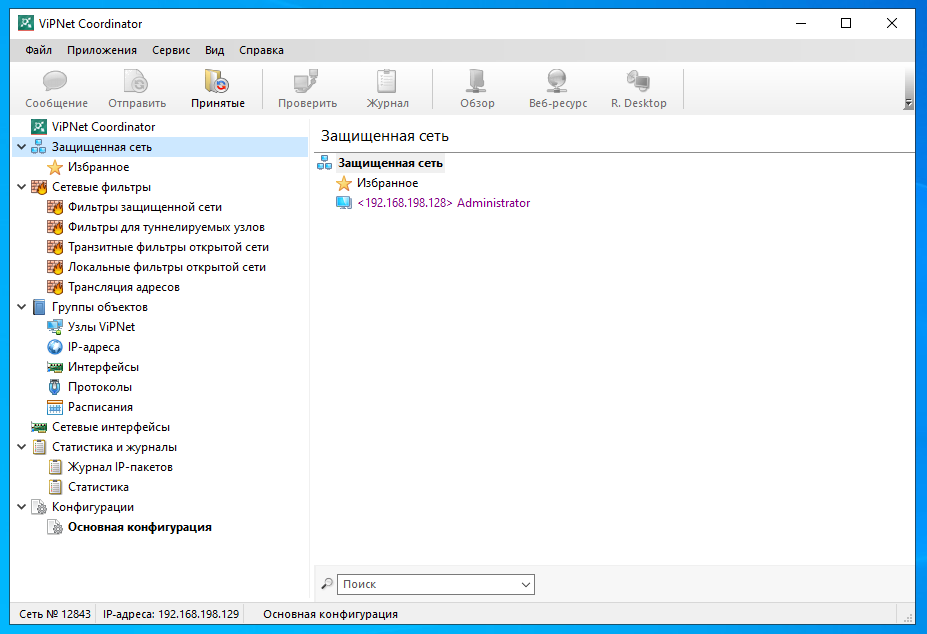 ViPNet Coordinator
Файл Приложения Сервис Вид Справка
Сообщение Отправить Принятые Проверить Журнал Обзор Веб-ресурс R. Desktop
ViPNet Coordinator
Защищенная сеть
Избранное
Сетевые фильтры
Фильтры защищенной сети
Фильтры для туннелируемых узлов
Транзитные фильтры открытой сети
Локальные фильтры открытой сети
Трансляция адресов
Группы объектов
Узлы ViPNet
IP-адреса
Интерфейсы
Протоколы
Расписания
Сетевые интерфейсы
Статистика и журналы
Журнал IP-пакетов
Статистика
Конфигурации
Основная конфигурация
Защищенная сеть
Защищенная сеть
Избранное
<192.168.198.128> Administrator
Поиск
Сеть № 12843 IP-адреса: 192.168.198.129 Основная конфигурация